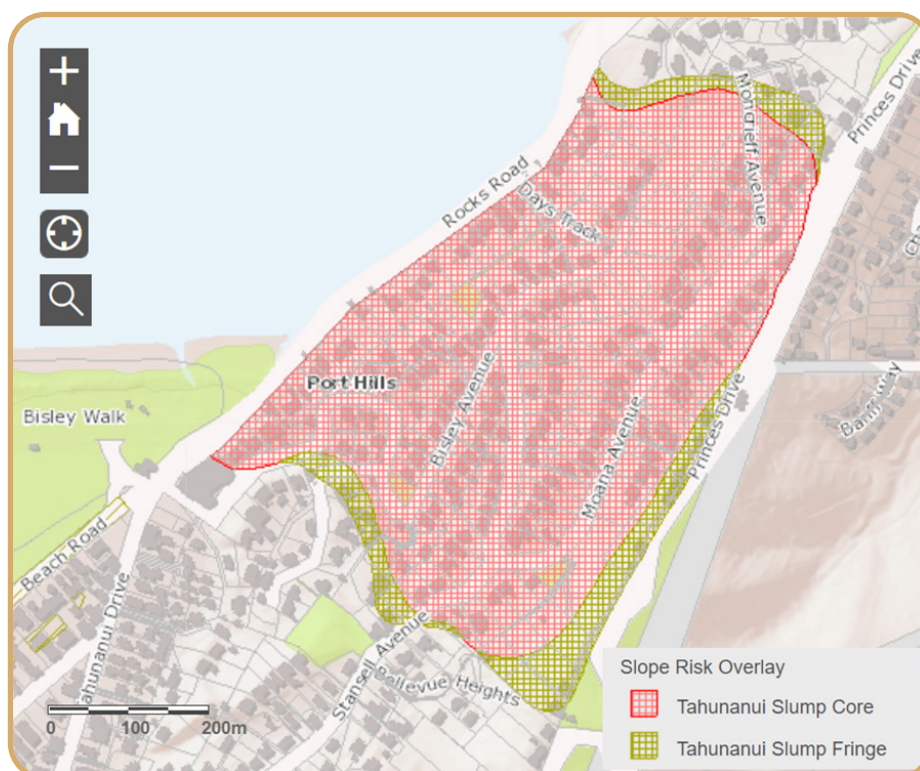 Princes Drive
Moncrieff Avenue
Rocks Road
Days Track
Port Hills
Bisley Avenue
Moana Avenue
Princes Drive
Bisley Walk
Beach Road
Tahunanui Drive
Stansell Avenue
Bellevue Heights
0 100 200m
Slope Risk Overlay
Tahunanui Slump Core
Tahunanui Slump Fringe